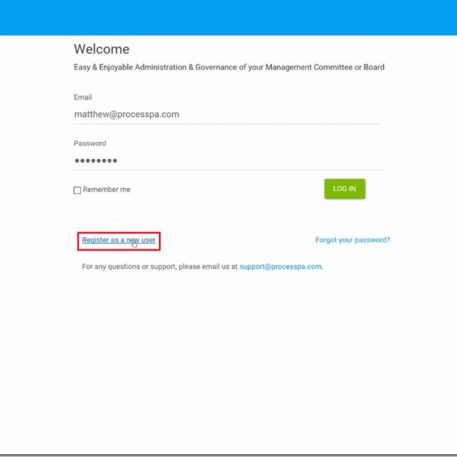 Welcome
Easy & Enjoyable Administration & Governance of your Management Committee or Board
Email
matthew@processpa.com
Password
●●●●●●●●
Remember me
LOG IN
Register as a new user
Forgot your password?
For any questions or support, please email us at support@processpa.com.